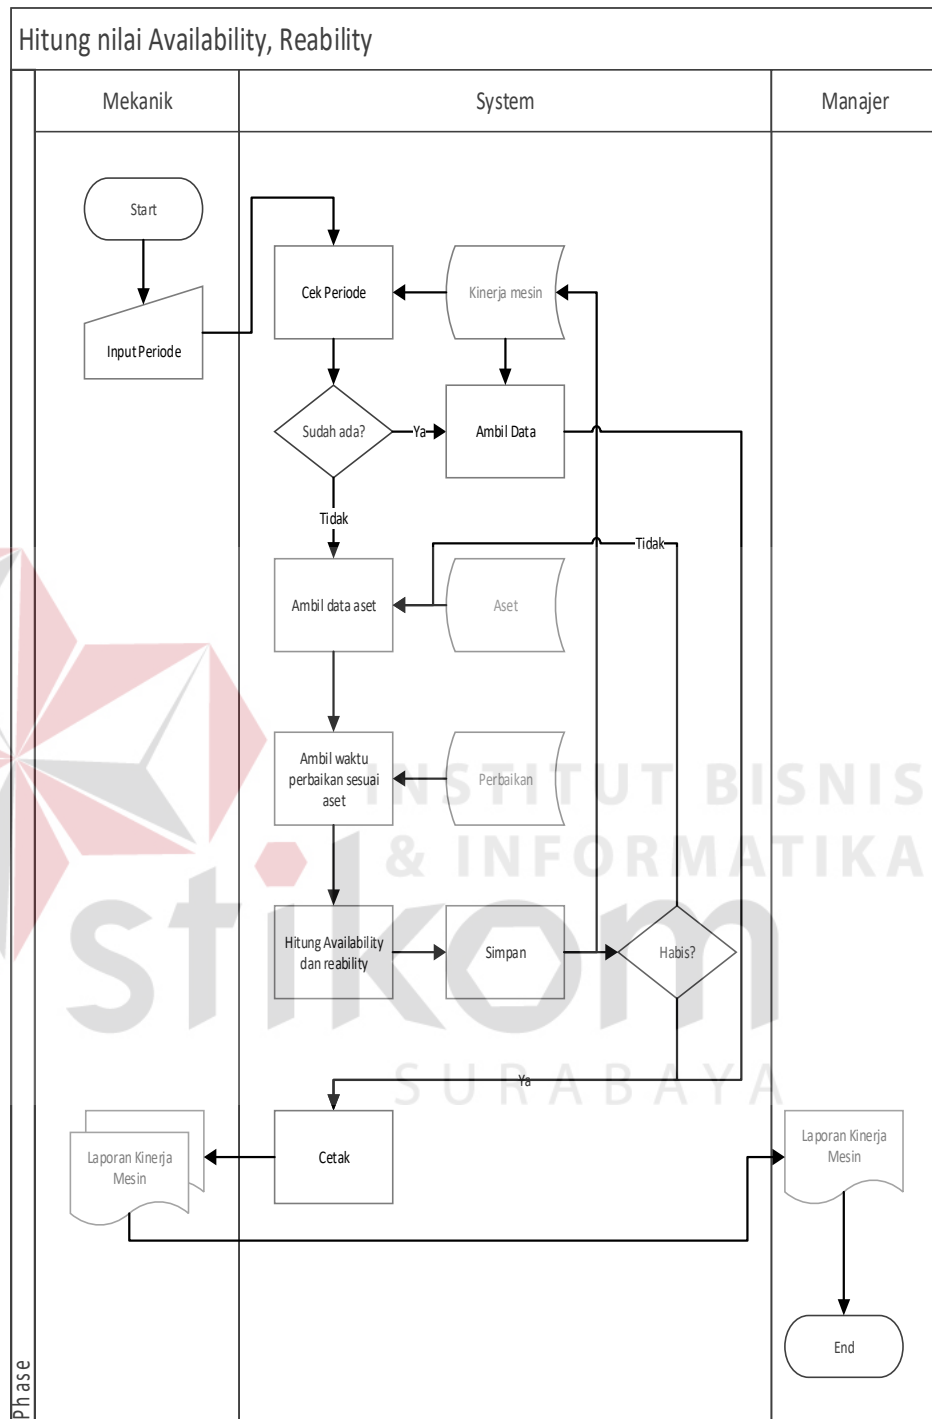 Hitung nilai Availability, Reability
Mekanik
System
Manajer
Start
Input Periode
Cek Periode
Kinerja mesin
Sudah ada?
Ya
Ambil Data
Tidak
Tidak
Ambil data aset
Aset
Ambil waktu
perbaikan sesuai
aset
Perbaikan
INSTITUT BISNIS
& INFORMATIKA
stikom
SURABAYA
Hitung Availability
dan reability
Simpan
Habis?
Ya
Laporan Kinerja
Mesin
Cetak
Laporan Kinerja
Mesin
End
Phase